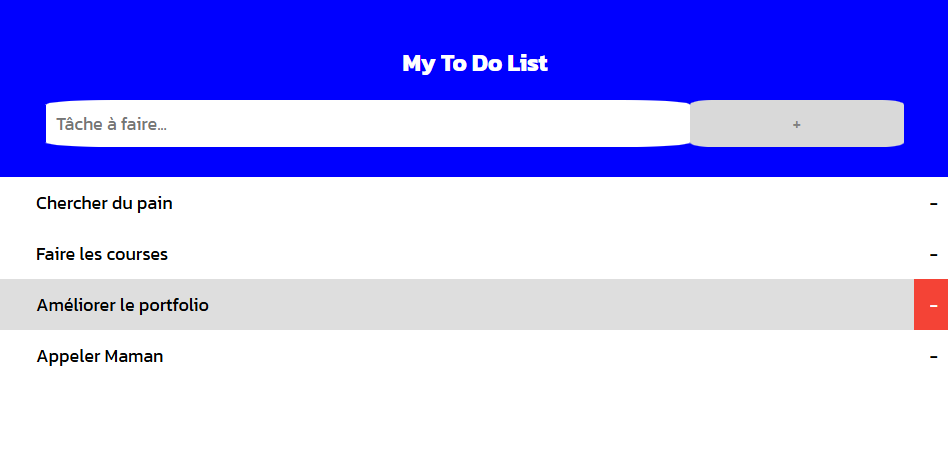 My To Do List
Tâche à faire...
+
Chercher du pain -
Faire les courses -
Améliorer le portfolio -
Appeler Maman -